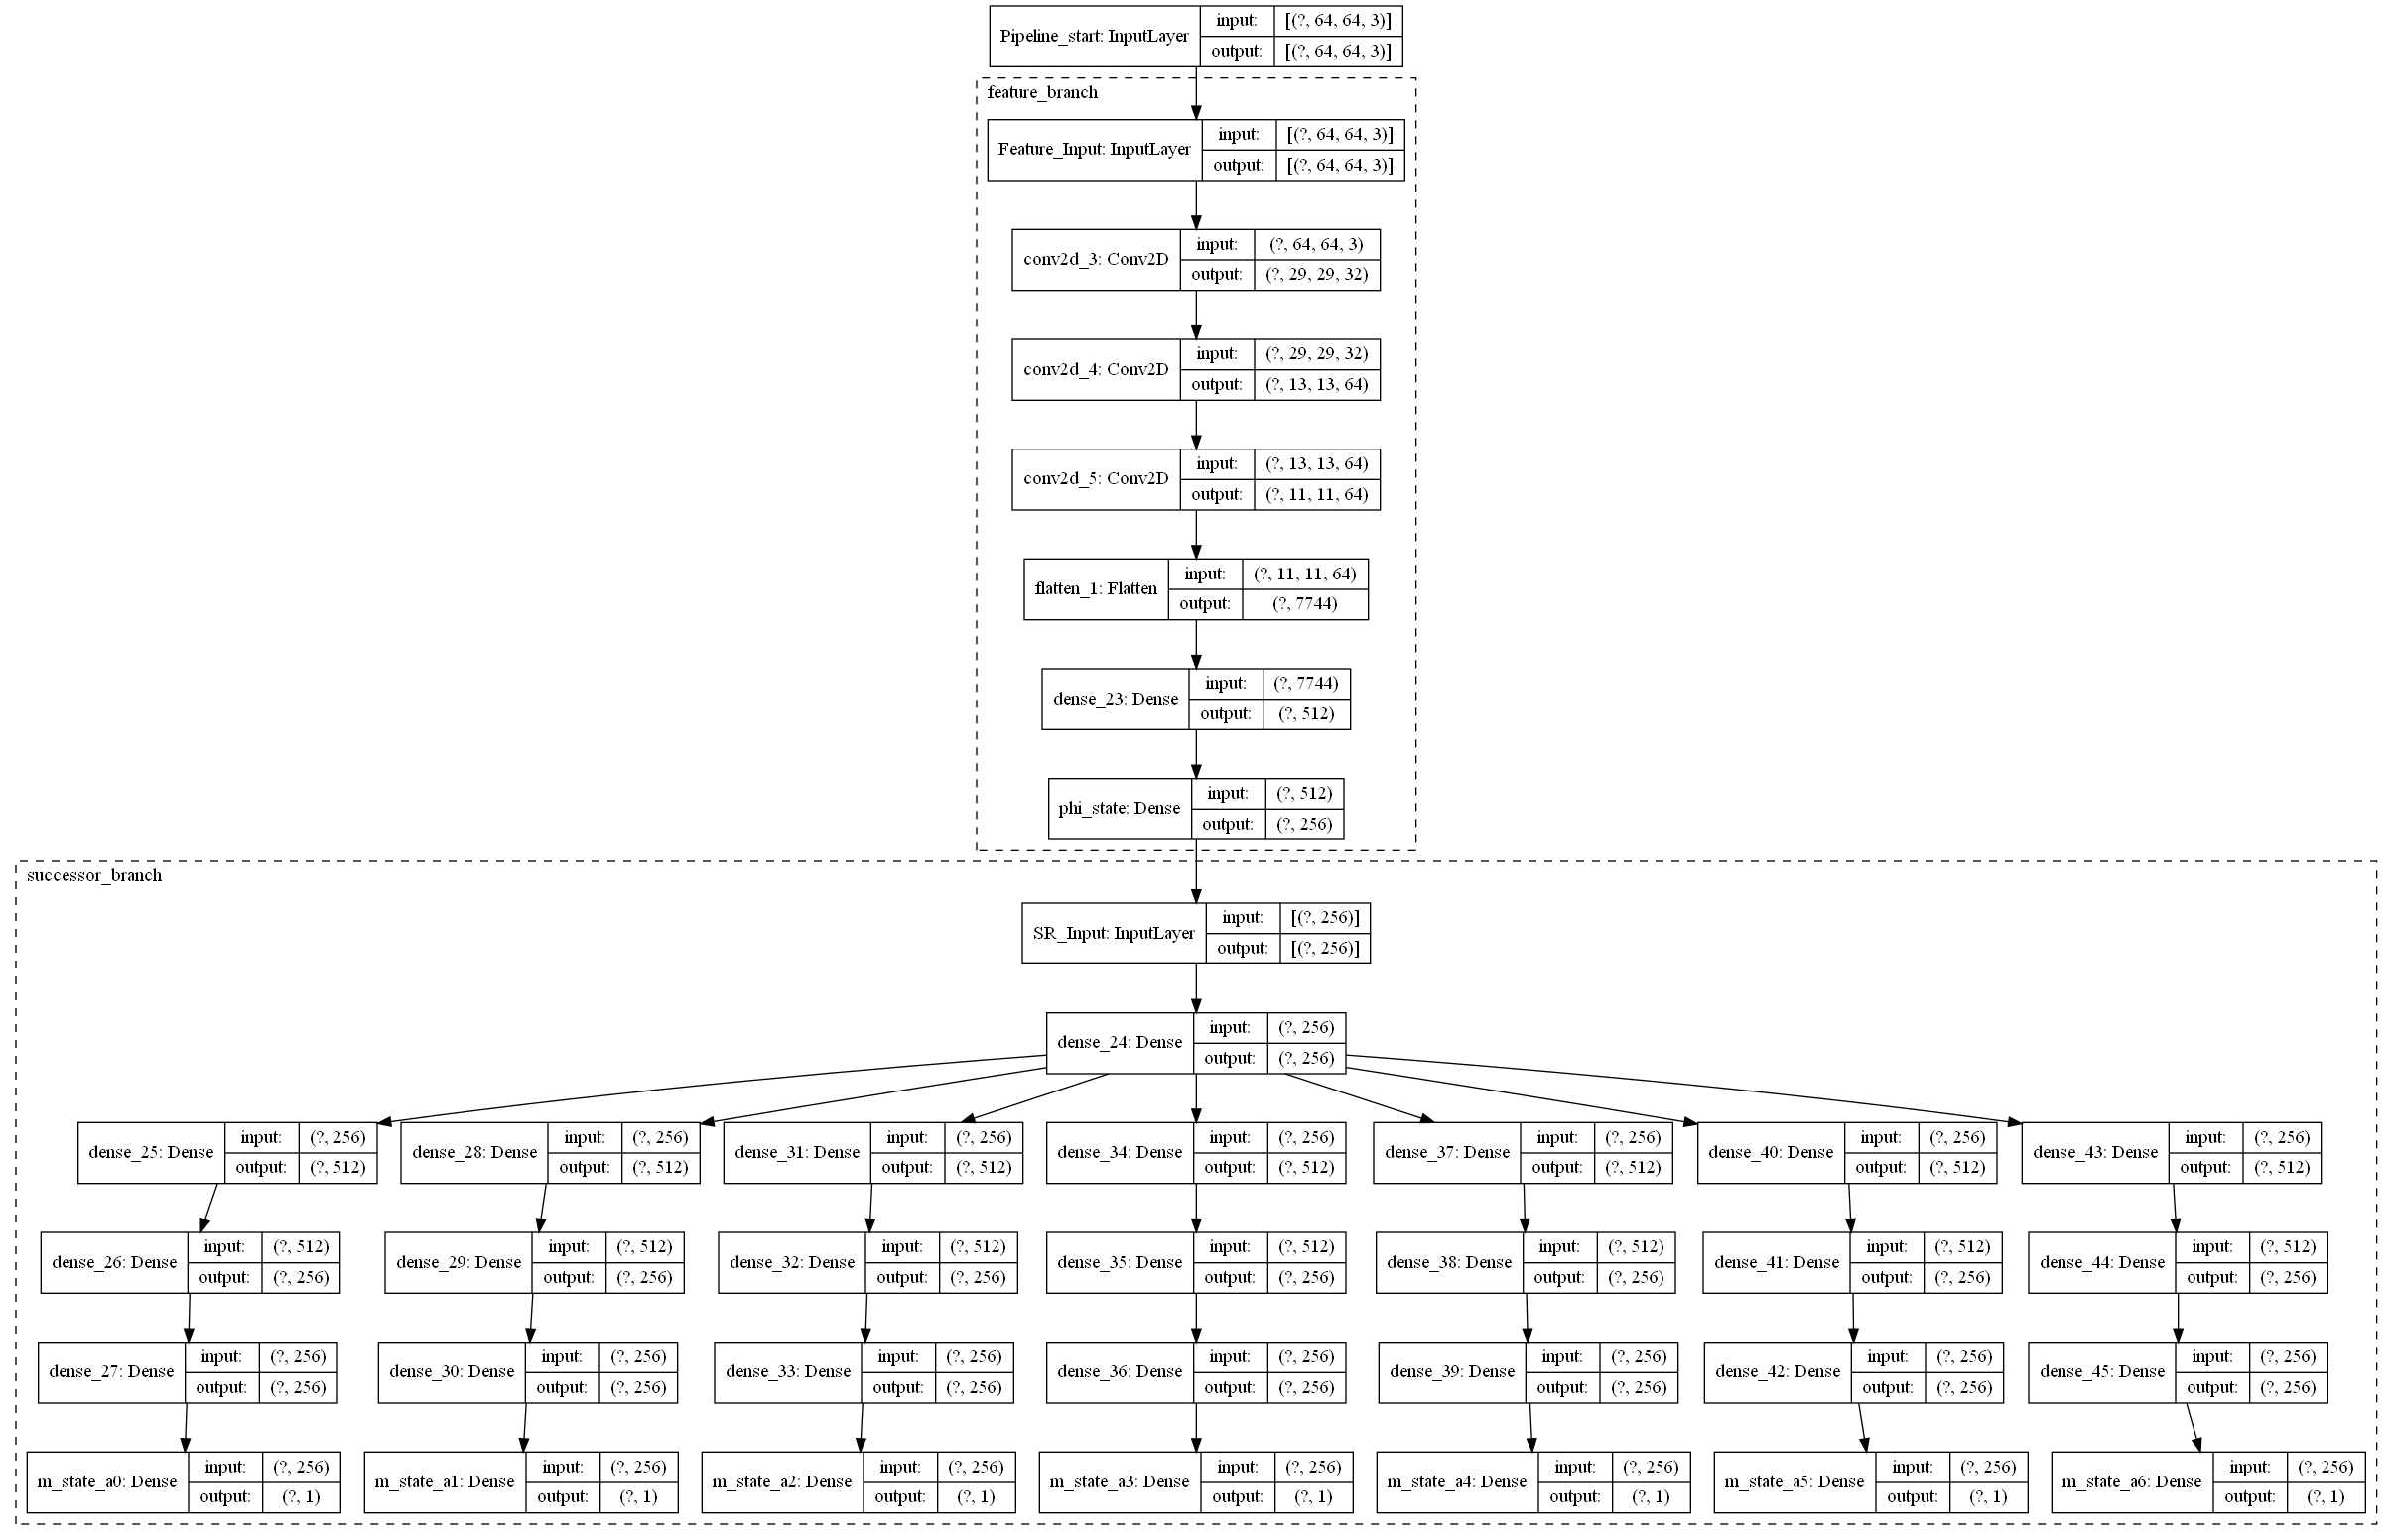 Pipeline_start: InputLayer
input: [(?, 64, 64, 3)]
output: [(?, 64, 64, 3)]
feature_branch
Feature_Input: InputLayer
input: [(?, 64, 64, 3)]
output: [(?, 64, 64, 3)]
conv2d_3: Conv2D
input: (?, 64, 64, 3)
output: (?, 29, 29, 32)
conv2d_4: Conv2D
input: (?, 29, 29, 32)
output: (?, 13, 13, 64)
conv2d_5: Conv2D
input: (?, 13, 13, 64)
output: (?, 11, 11, 64)
flatten_1: Flatten
input: (?, 11, 11, 64)
output: (?, 7744)
dense_23: Dense
input: (?, 7744)
output: (?, 512)
phi_state: Dense
input: (?, 512)
output: (?, 256)
successor_branch
SR_Input: InputLayer
input: [(?, 256)]
output: [(?, 256)]
dense_24: Dense
input: (?, 256)
output: (?, 256)
dense_25: Dense
input: (?, 256)
output: (?, 512)
dense_28: Dense
input: (?, 256)
output: (?, 512)
dense_31: Dense
input: (?, 256)
output: (?, 512)
dense_34: Dense
input: (?, 256)
output: (?, 512)
dense_37: Dense
input: (?, 256)
output: (?, 512)
dense_40: Dense
input: (?, 256)
output: (?, 512)
dense_43: Dense
input: (?, 256)
output: (?, 512)
dense_26: Dense
input: (?, 512)
output: (?, 256)
dense_29: Dense
input: (?, 512)
output: (?, 256)
dense_32: Dense
input: (?, 512)
output: (?, 256)
dense_35: Dense
input: (?, 512)
output: (?, 256)
dense_38: Dense
input: (?, 512)
output: (?, 256)
dense_41: Dense
input: (?, 512)
output: (?, 256)
dense_44: Dense
input: (?, 512)
output: (?, 256)
dense_27: Dense
input: (?, 256)
output: (?, 256)
dense_30: Dense
input: (?, 256)
output: (?, 256)
dense_33: Dense
input: (?, 256)
output: (?, 256)
dense_36: Dense
input: (?, 256)
output: (?, 256)
dense_39: Dense
input: (?, 256)
output: (?, 256)
dense_42: Dense
input: (?, 256)
output: (?, 256)
dense_45: Dense
input: (?, 256)
output: (?, 256)
m_state_a0: Dense
input: (?, 256)
output: (?, 1)
m_state_a1: Dense
input: (?, 256)
output: (?, 1)
m_state_a2: Dense
input: (?, 256)
output: (?, 1)
m_state_a3: Dense
input: (?, 256)
output: (?, 1)
m_state_a4: Dense
input: (?, 256)
output: (?, 1)
m_state_a5: Dense
input: (?, 256)
output: (?, 1)
m_state_a6: Dense
input: (?, 256)
output: (?, 1)